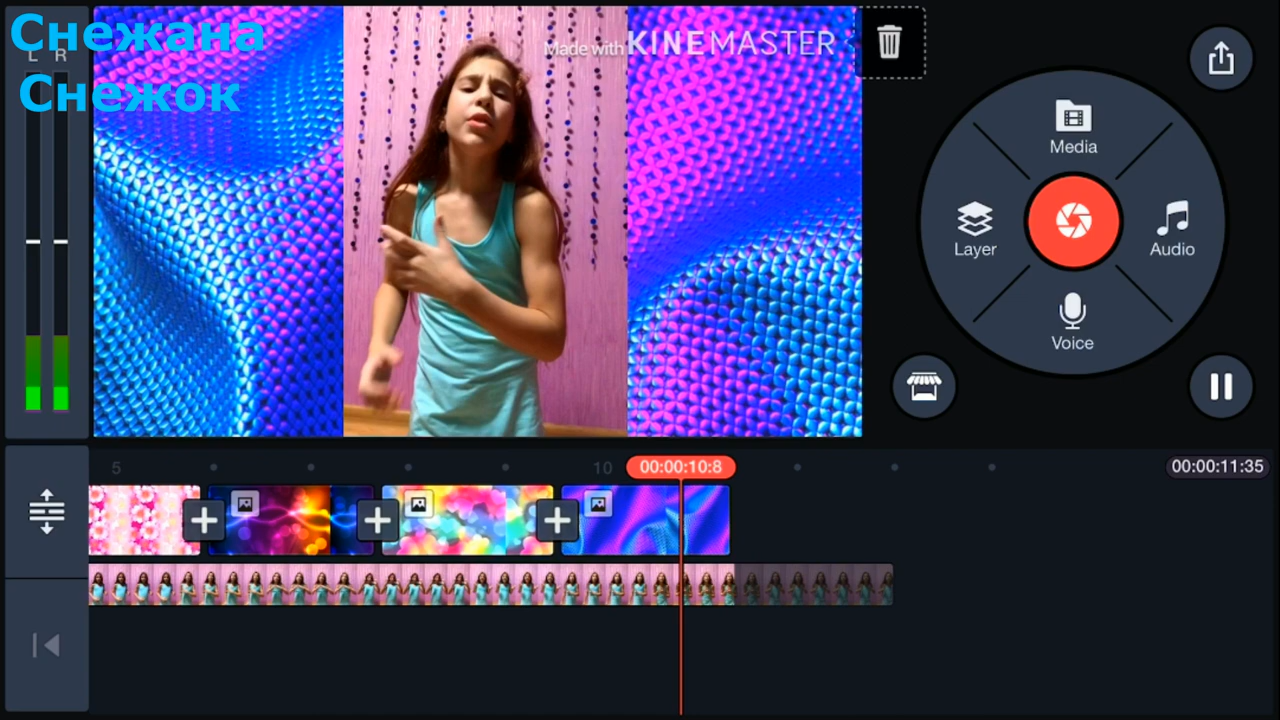 Снежана
L R
Снежок
Made with KINEMASTER
Media
Layer
Audio
Voice
5
10
00:00:10:8
00:00:11:35